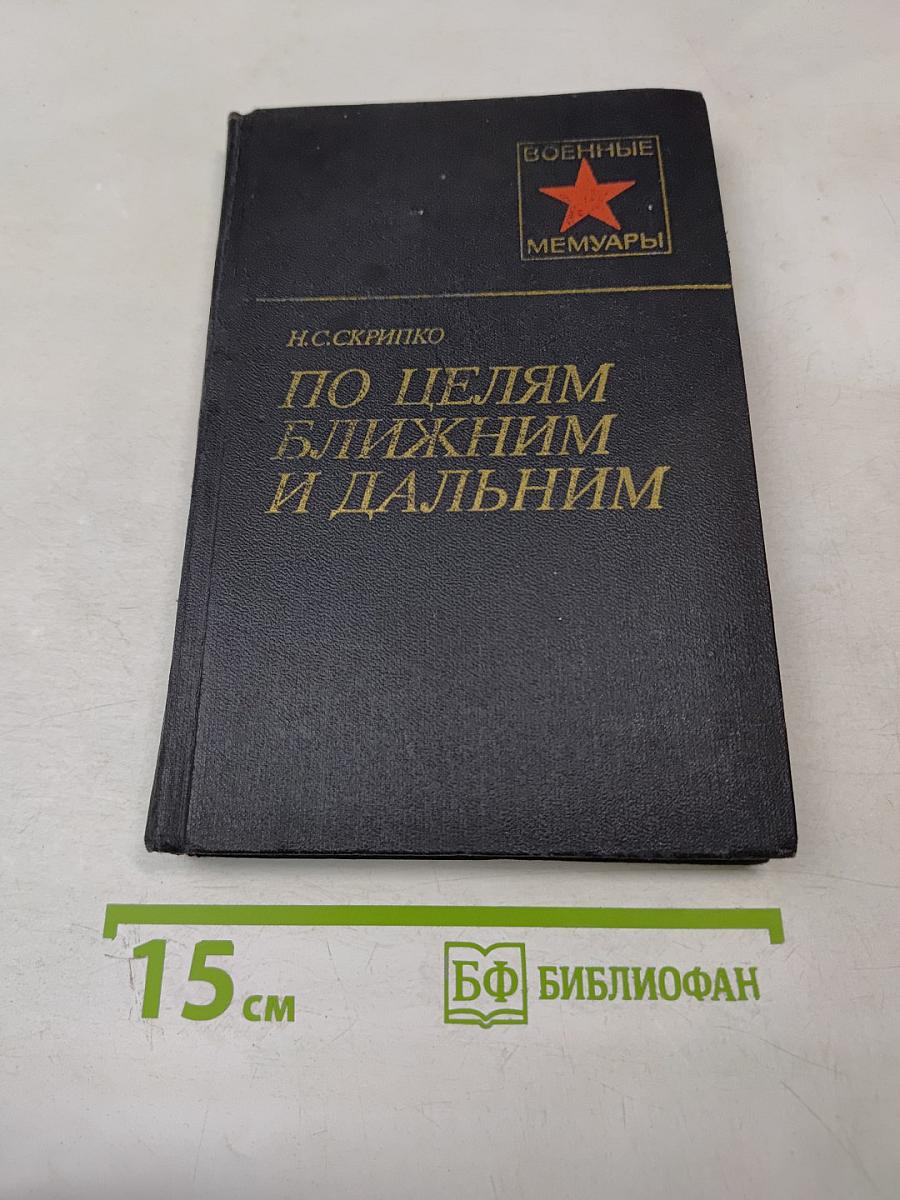 ВОЕННЫЕ
МЕМУАРЫ
Н.С.СКРИПКО
ПО ЦЕЛЯМ
БЛИЖНИМ
И ДАЛЬНИМ
15 см
БФ БИБЛИОФАН